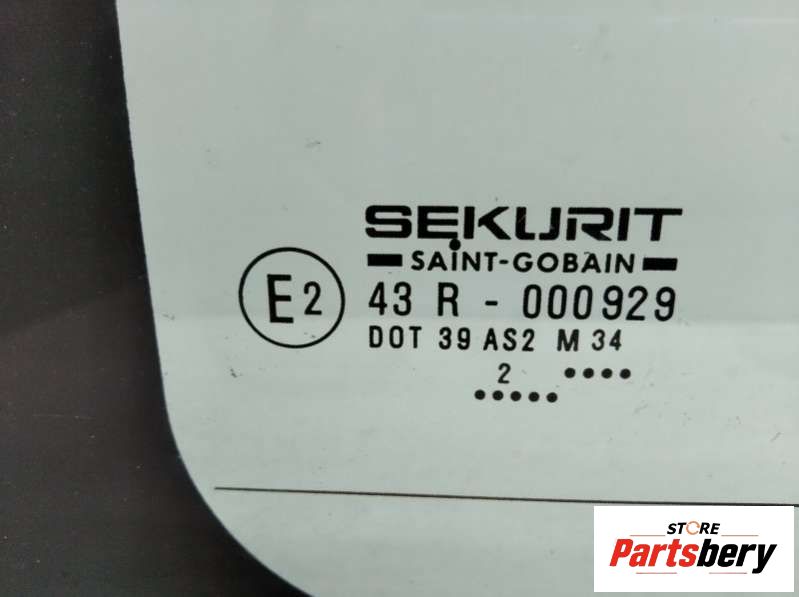 SEKURIT
SAINT-GOBAIN
E2
43 R - 000929
DOT 39 AS2 M 34
2 ••••
•••••
STORE
Partsbery